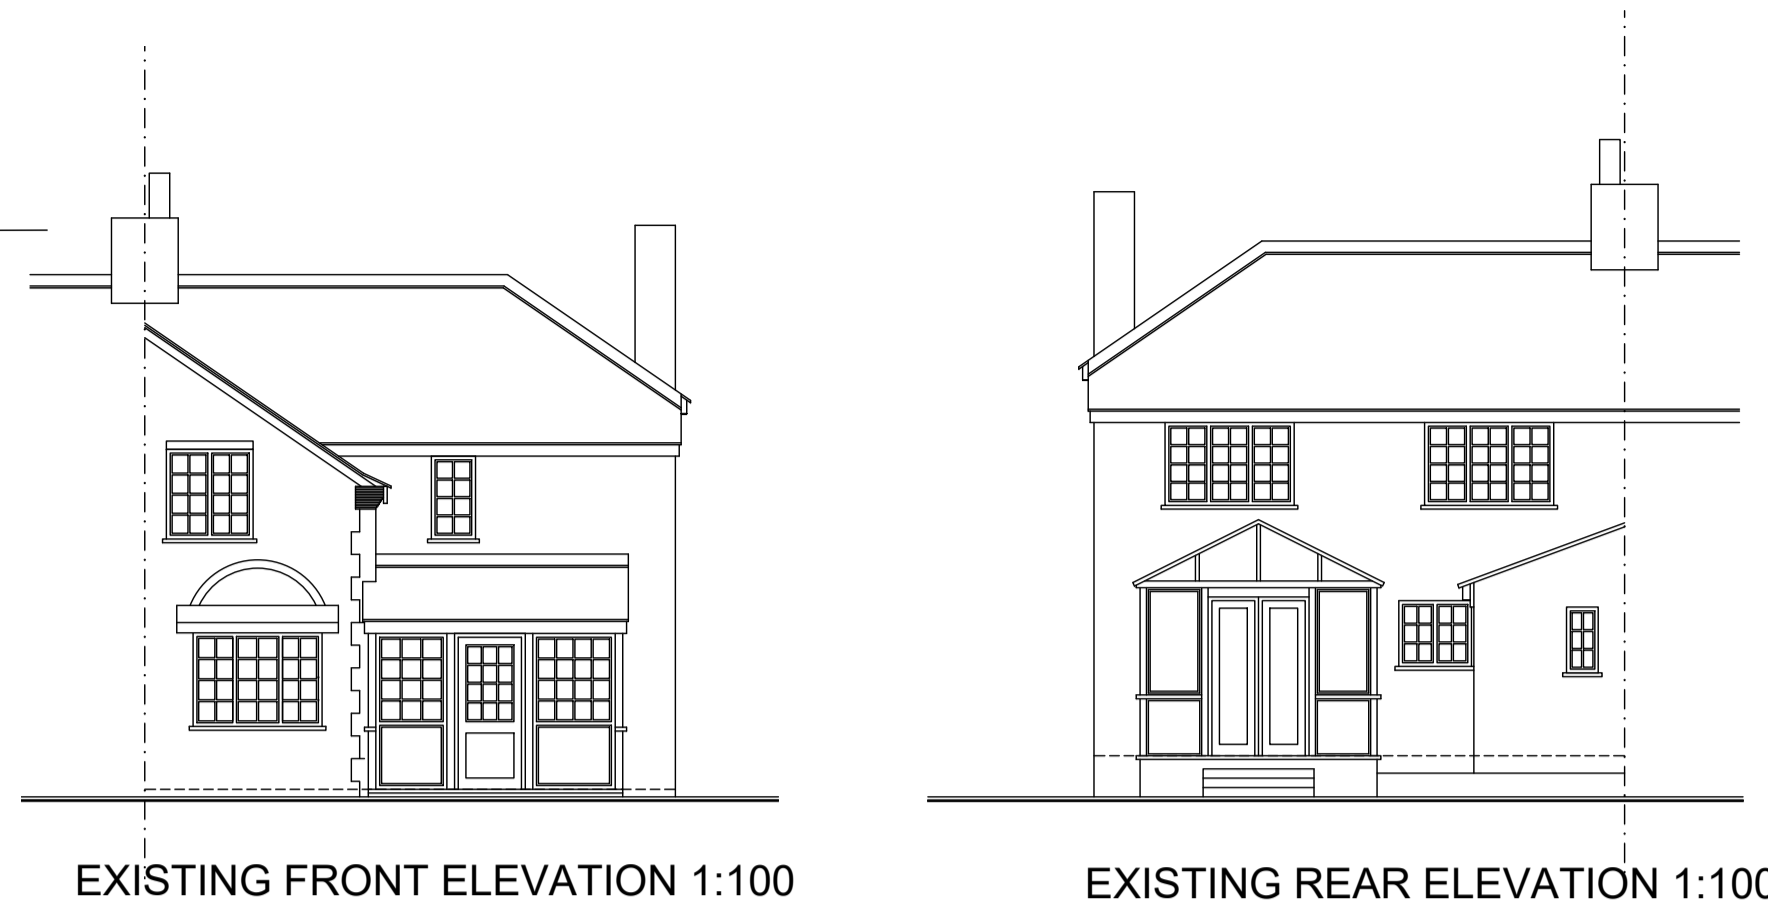 EXISTING FRONT ELEVATION 1:100
EXISTING REAR ELEVATION 1:100